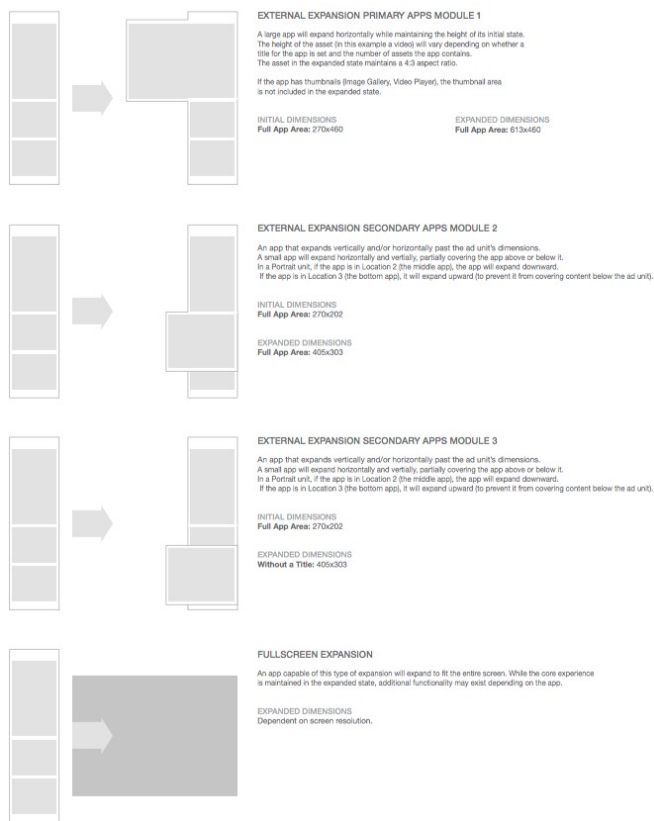 EXTERNAL EXPANSION PRIMARY APPS MODULE 1
A large app will expand horizontally while maintaining the height of its initial state.
The height of the asset (in this example a video) will vary depending on whether a
title for the app is set and the number of assets the app contains.
The asset in the expanded state maintains a 4:3 aspect ratio.
If the app has thumbnails (Image Gallery, Video Player), the thumbnail area
is not included in the expanded state.
INITIAL DIMENSIONS
Full App Area: 270x460
EXPANDED DIMENSIONS
Full App Area: 613x460
EXTERNAL EXPANSION SECONDARY APPS MODULE 2
An app that expands vertically and/or horizontally past the ad unit's dimensions.
A small app will expand horizontally and vertially, partially covering the app above or below it.
In a Portrait unit, if the app is in Location 2 (the middle app), the app will expand downward.
If the app is in Location 3 (the bottom app), it will expand upward (to prevent it from covering content below the ad unit).
INITIAL DIMENSIONS
Full App Area: 270x202
EXPANDED DIMENSIONS
Full App Area: 405x303
EXTERNAL EXPANSION SECONDARY APPS MODULE 3
An app that expands vertically and/or horizontally past the ad unit's dimensions.
A small app will expand horizontally and vertially, partially covering the app above or below it.
In a Portrait unit, if the app is in Location 2 (the middle app), the app will expand downward.
If the app is in Location 3 (the bottom app), it will expand upward (to prevent it from covering content below the ad unit).
INITIAL DIMENSIONS
Full App Area: 270x202
EXPANDED DIMENSIONS
Without a Title: 405x303
FULLSCREEN EXPANSION
An app capable of this type of expansion will expand to fit the entire screen. While the core experience
is maintained in the expanded state, additional functionality may exist depending on the app.
EXPANDED DIMENSIONS
Dependent on screen resolution.